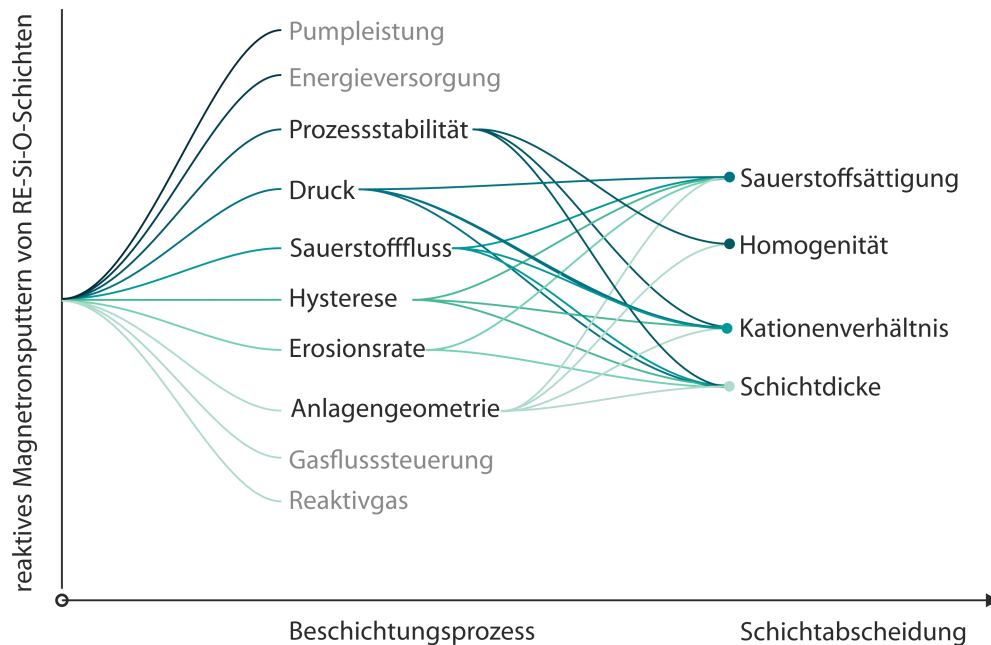 reaktives Magnetronsputtern von RE-Si-O-Schichten
Pumpleistung
Energieversorgung
Prozessstabilität
Druck
Sauerstofffluss
Hysterese
Erosionsrate
Anlagengeometrie
Gasflusssteuerung
Reaktivgas
Sauerstoffsättigung
Homogenität
Kationenverhältnis
Schichtdicke
Beschichtungsprozess
Schichtabscheidung